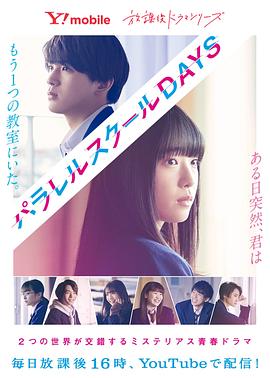 Y!mobile
放課後ドラマシリーズ
ある日突然、君は
もう1つの教室にいた。
パラレルスクールDAYS
2つの世界が交錯するミステリアス青春ドラマ
毎日放課後16時、YouTubeで配信!